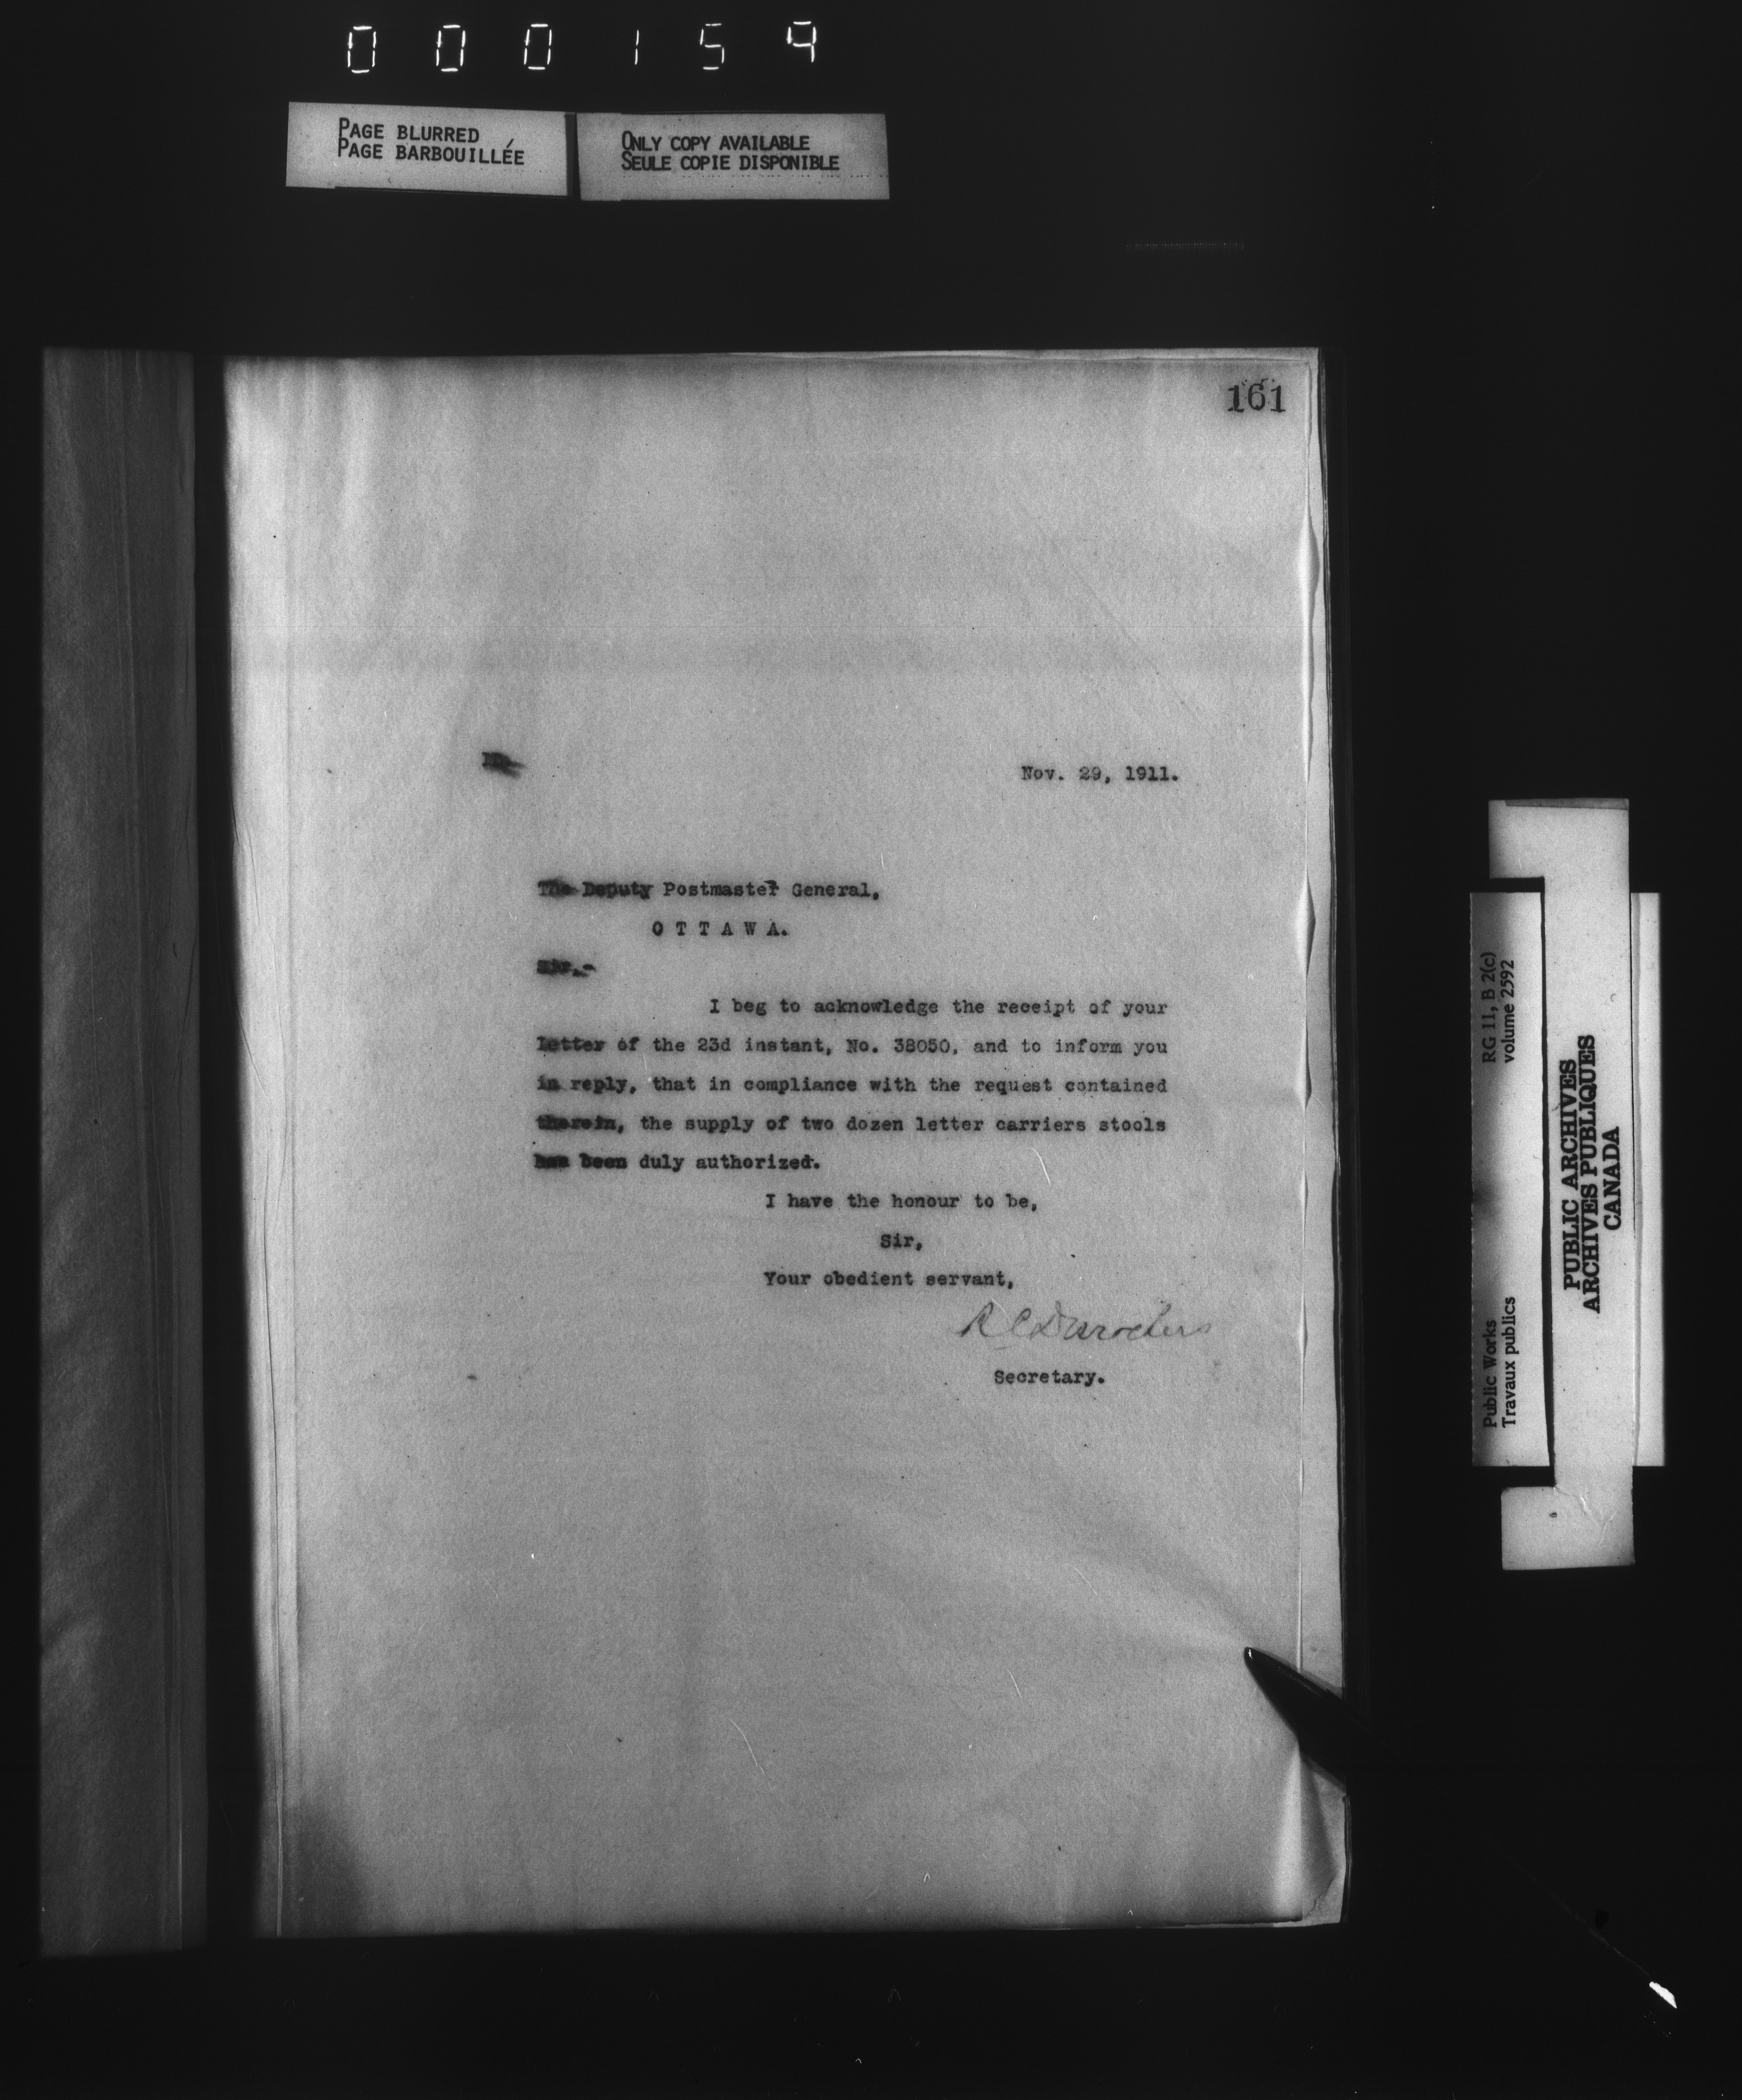 000159
PAGE BLURRED
PAGE BARBOUILLÉE
ONLY COPY AVAILABLE
SEULE COPIE DISPONIBLE
161
Nov. 29, 1911.
The Deputy Postmaster General,
O T T A W A.
Sir,-
I beg to acknowledge the receipt of your
letter of the 23d instant, No. 38050, and to inform you
in reply, that in compliance with the request contained
therein, the supply of two dozen letter carriers stools
has been duly authorized.
I have the honour to be,
Sir,
Your obedient servant,
R C Desrochers
Secretary.
Public Works
Travaux publics
RG 11, B 2(c)
volume 2592
PUBLIC ARCHIVES
ARCHIVES PUBLIQUES
CANADA